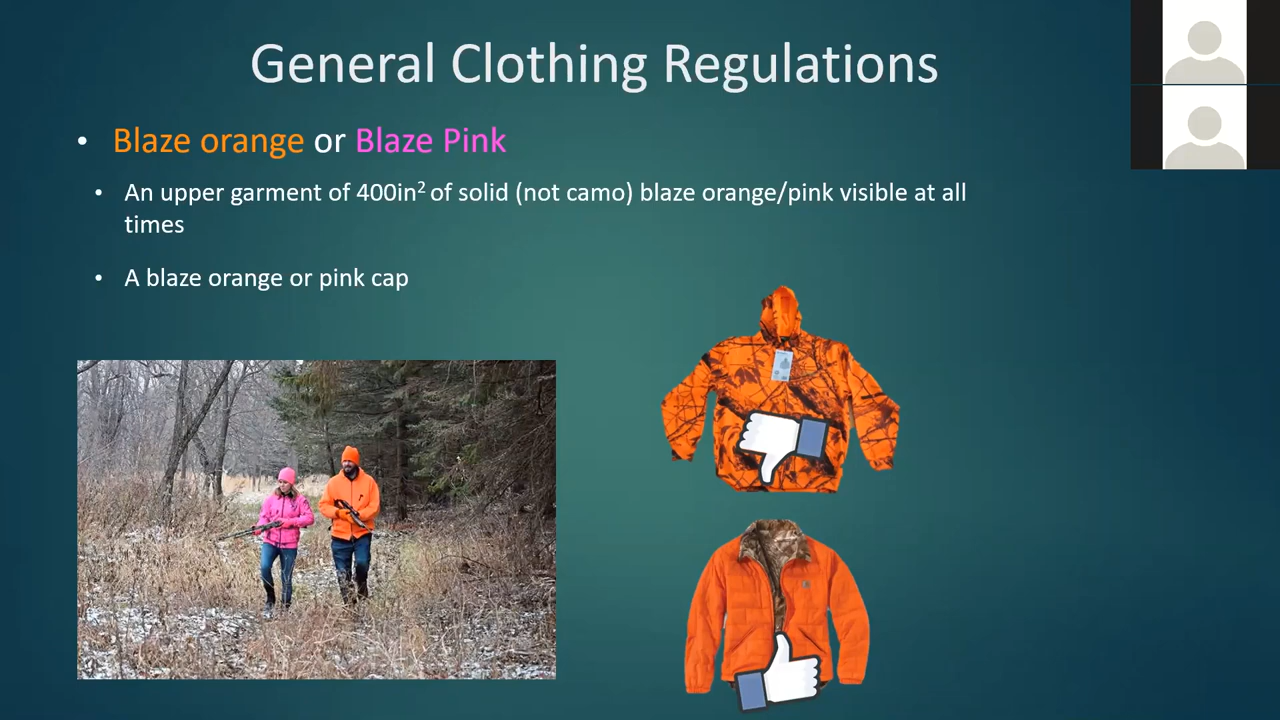 General Clothing Regulations
• Blaze orange or Blaze Pink
• An upper garment of 400in² of solid (not camo) blaze orange/pink visible at all
times
• A blaze orange or pink cap